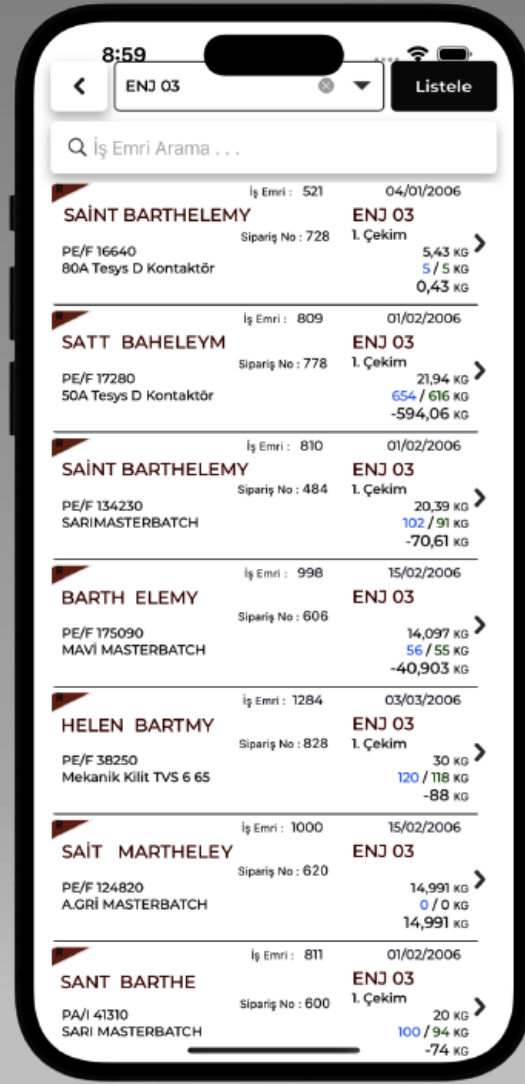 8:59
ENJ 03
Listele
İş Emri Arama . . .
R
İş Emri : 521 04/01/2006
SAİNT BARTHELEMY ENJ 03
Sipariş No : 728 1. Çekim
PE/F 16640 5,43 KG
80A Tesys D Kontaktör 5 / 5 KG
0,43 KG
R
İş Emri : 809 01/02/2006
SATT BAHELEYM ENJ 03
Sipariş No : 778 1. Çekim
PE/F 17280 21,94 KG
50A Tesys D Kontaktör 654 / 616 KG
-594,06 KG
R
İş Emri : 810 01/02/2006
SAİNT BARTHELEMY ENJ 03
Sipariş No : 484 1. Çekim
PE/F 134230 20,39 KG
SARIMASTERBATCH 102 / 91 KG
-70,61 KG
R
İş Emri : 998 15/02/2006
BARTH ELEMY ENJ 03
Sipariş No : 606
PE/F 175090 14,097 KG
MAVİ MASTERBATCH 56 / 55 KG
-40,903 KG
R
İş Emri : 1284 03/03/2006
HELEN BARTMY ENJ 03
Sipariş No : 828 1. Çekim
PE/F 38250 30 KG
Mekanik Kilit TVS 6 65 120 / 118 KG
-88 KG
R
İş Emri : 1000 15/02/2006
SAİT MARTHELEY ENJ 03
Sipariş No : 620
PE/F 124820 14,991 KG
A.GRİ MASTERBATCH 0 / 0 KG
14,991 KG
R
İş Emri : 811 01/02/2006
SANT BARTHE ENJ 03
Sipariş No : 600 1. Çekim
PA/I 41310 20 KG
SARI MASTERBATCH 100 / 94 KG
-74 KG